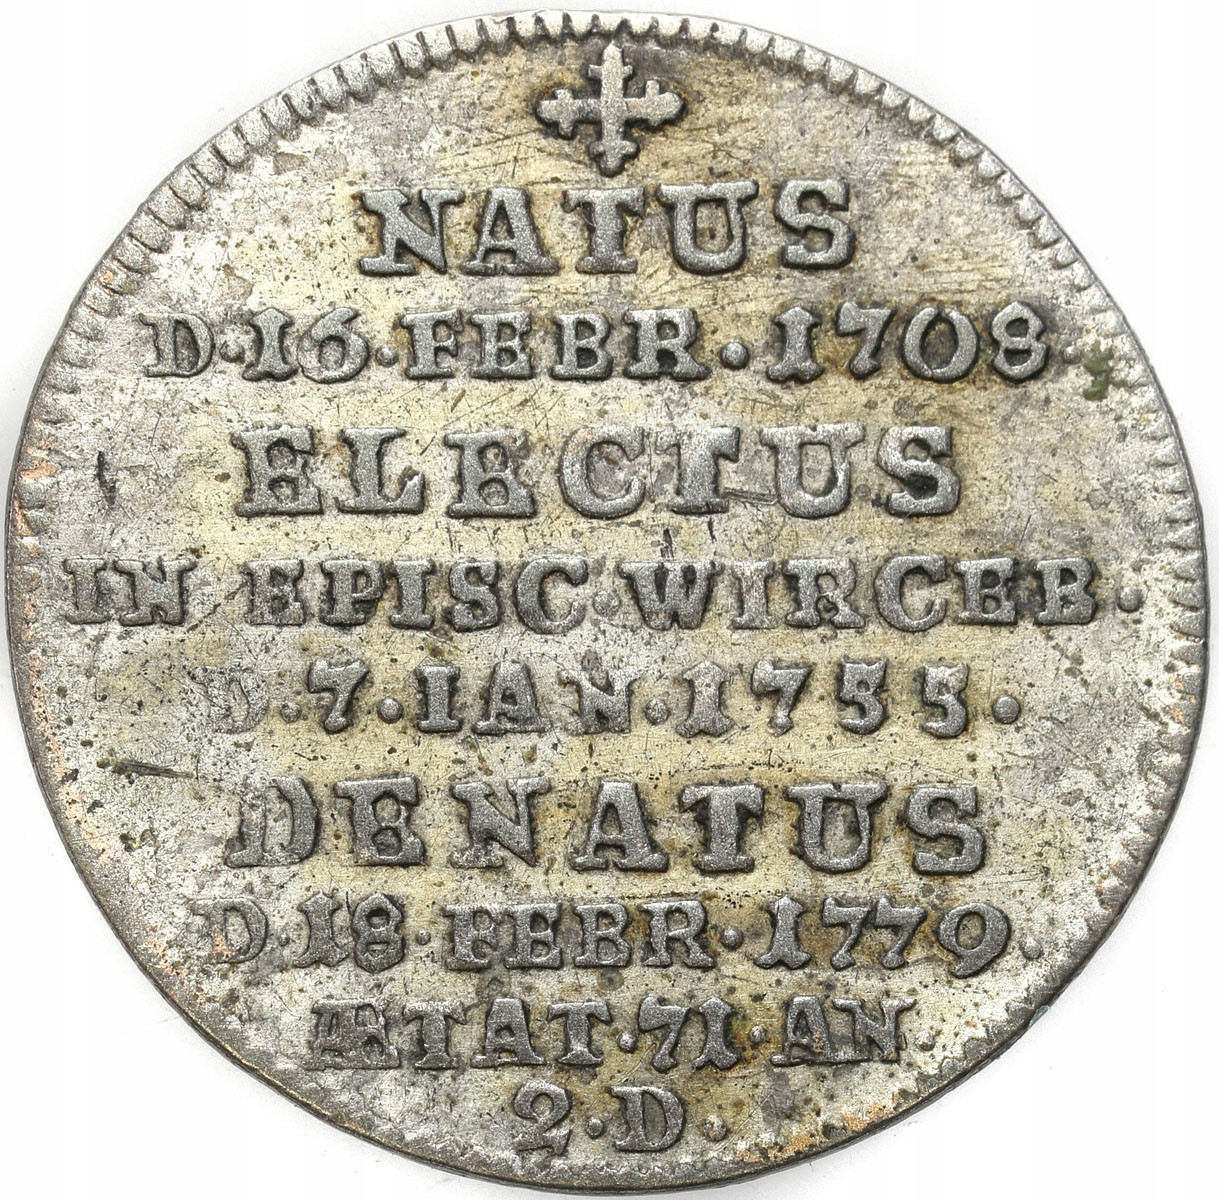 NATUS
D·16·FEBR·1708·
ELECTUS
IN EPISC·WIRCEB·
D·7·IAN·1755·
DENATUS
D·18·FEBR·1779·
ÆTAT·71·AN·
2·D·